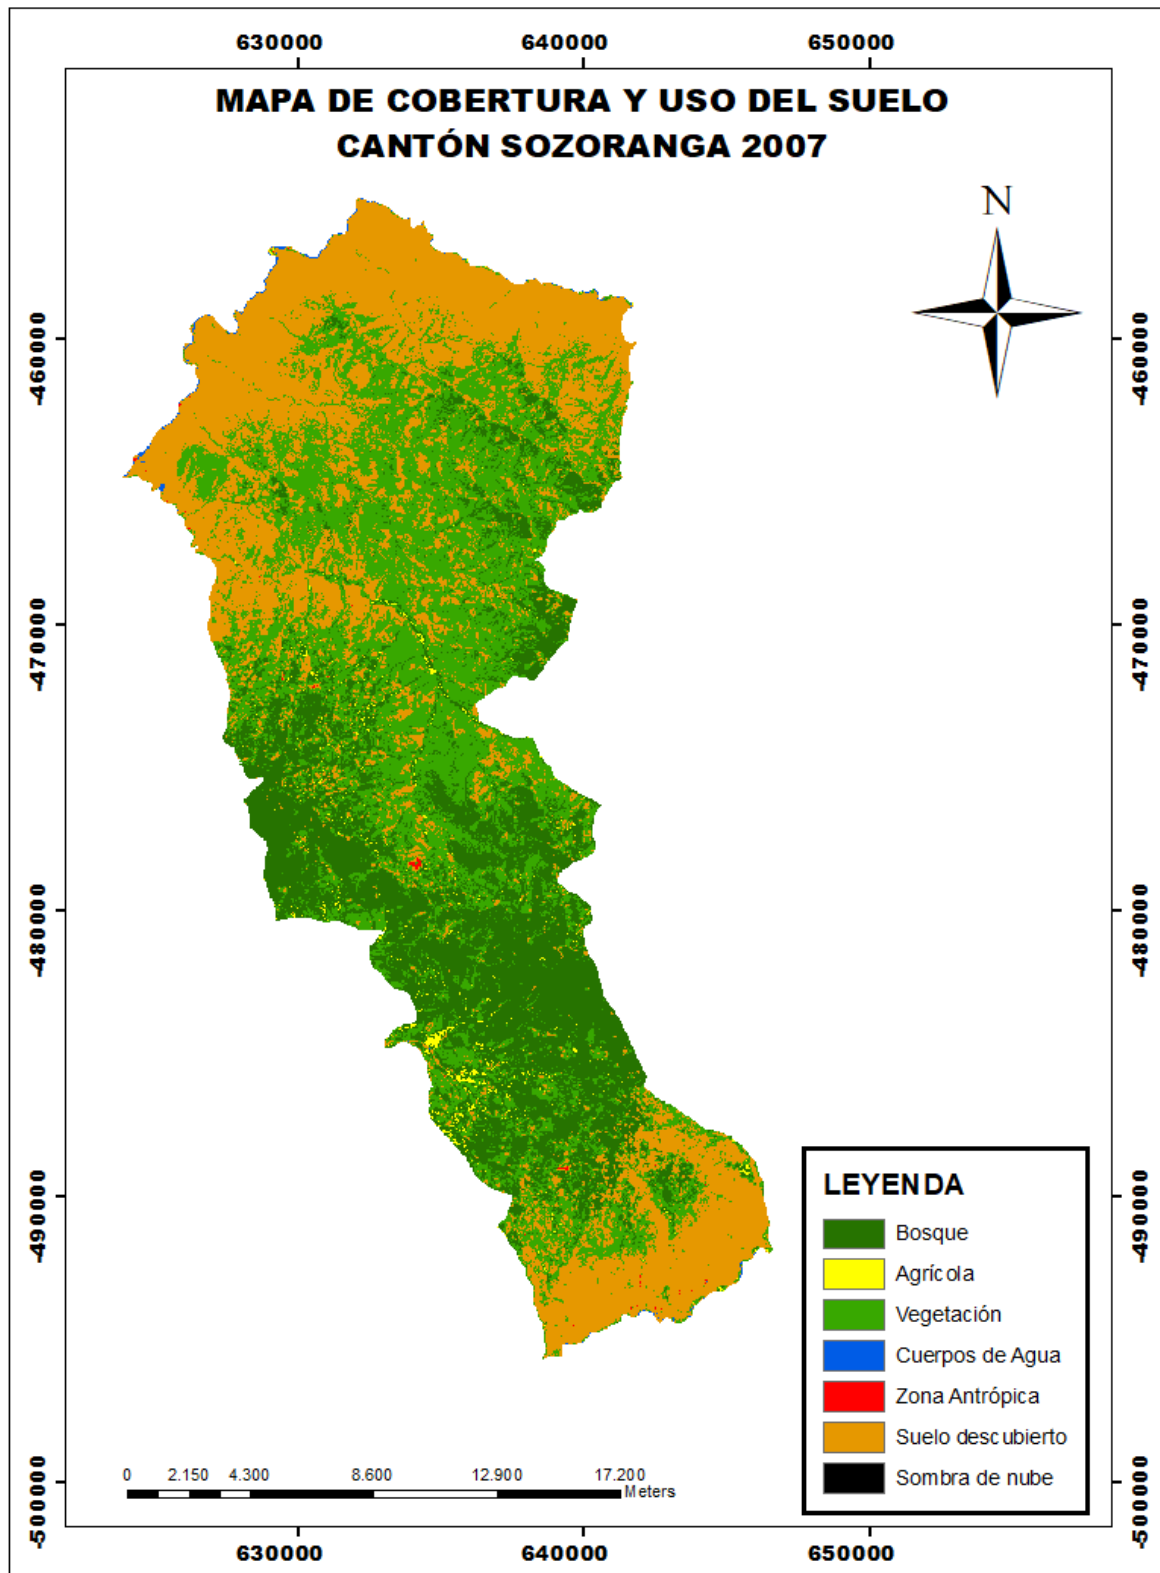 630000 640000 650000
MAPA DE COBERTURA Y USO DEL SUELO
CANTÓN SOZORANGA 2007
N
-460000 -460000
-470000 -470000
-480000 -480000
-490000 -490000
-500000 -500000
LEYENDA
Bosque
Agrícola
Vegetación
Cuerpos de Agua
Zona Antrópica
Suelo descubierto
Sombra de nube
0 2.150 4.300 8.600 12.900 17.200
Meters
630000 640000 650000